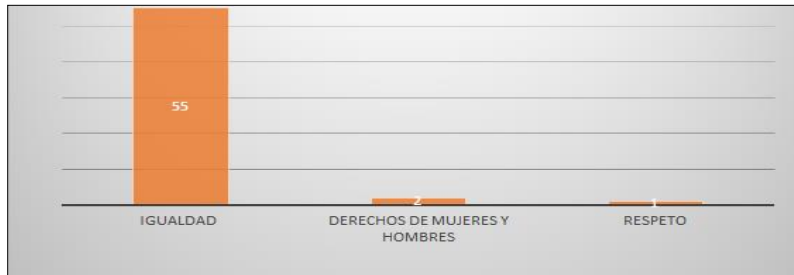 55
2
1
IGUALDAD
DERECHOS DE MUJERES Y
HOMBRES
RESPETO